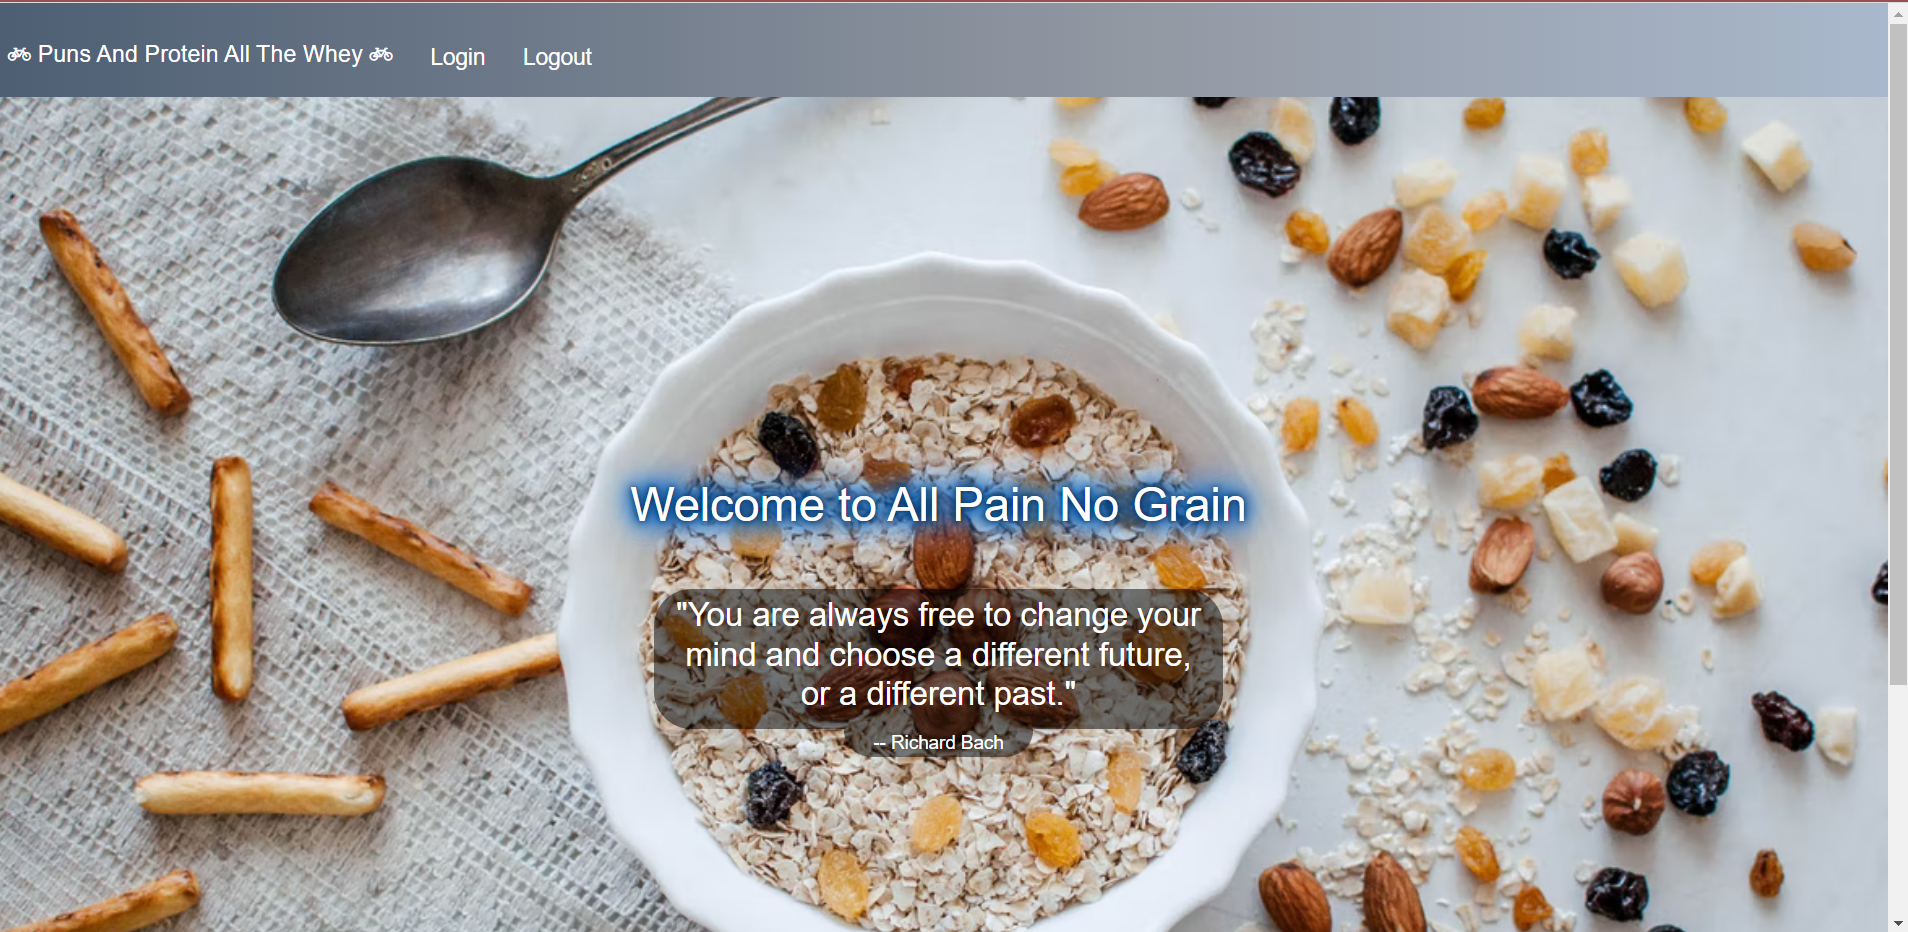 🚲 Puns And Protein All The Whey 🚲 Login Logout
Welcome to All Pain No Grain
"You are always free to change your
mind and choose a different future,
or a different past."
-- Richard Bach